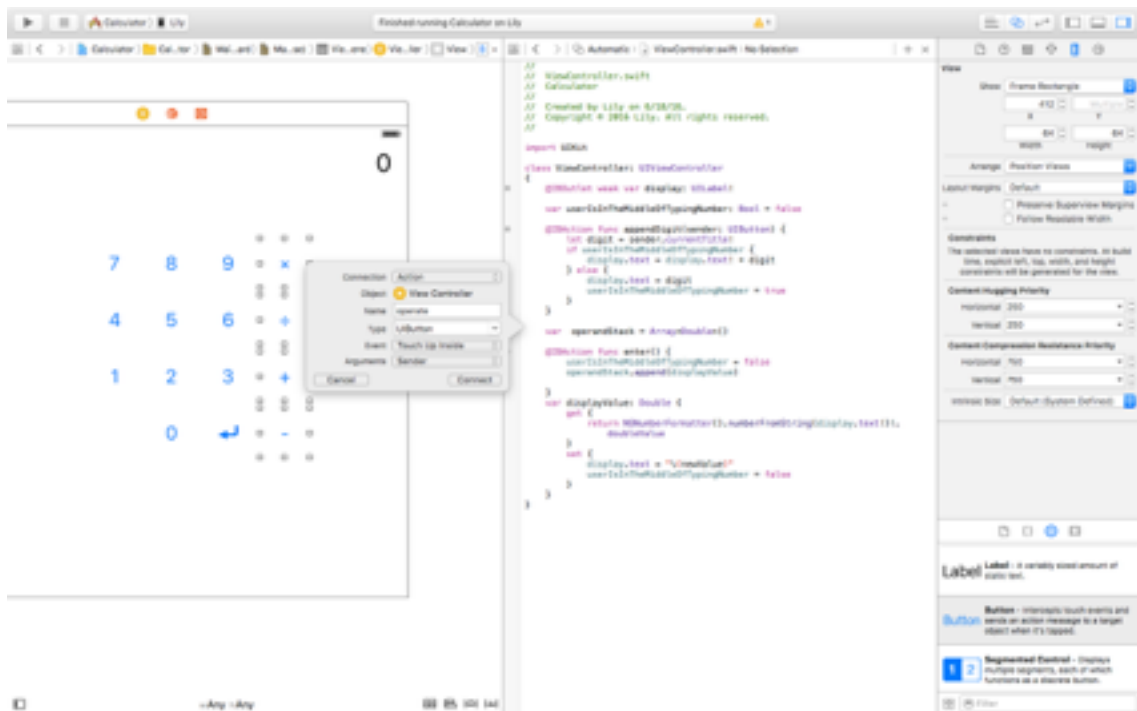 Calculator
Lily
Finished running Calculator on Lily
Calculator
View
Automatic
ViewController.swift
No Selection
0
7 8 9 ×
4 5 6 ÷
1 2 3 +
0 -
Connection Action
Object View Controller
Name operate
Type UIButton
Event Touch Up Inside
Arguments Sender
Cancel Connect
Any Any
//
// ViewController.swift
// Calculator
//
// Created by Lily on
// Copyright © 2016 Lily. All rights reserved.
//
import UIKit
class ViewController: UIViewController
{
@IBOutlet weak var display: UILabel!
var userIsInTheMiddleOfTypingNumber: Bool = false
@IBAction func appendDigit(sender: UIButton) {
let digit = sender.currentTitle!
if userIsInTheMiddleOfTypingNumber {
display.text = display.text! + digit
} else {
display.text = digit
userIsInTheMiddleOfTypingNumber = true
}
}
var operandStack = Array<Double>()
@IBAction func enter() {
userIsInTheMiddleOfTypingNumber = false
operandStack.append(displayValue)
}
var displayValue: Double {
get {
return NSNumberFormatter().numberFromString(display.text!)!.
doubleValue
}
set {
display.text = "\(newValue)"
userIsInTheMiddleOfTypingNumber = false
}
}
}
View
Show Frame Rectangle
412
X Y
64 64
Width Height
Arrange Position Views
Layout Margins Default
Preserve Superview Margins
Follow Readable Width
Constraints
The selected views have no constraints. At build
time, explicit left, top, width, and height
constraints will be generated for the view.
Content Hugging Priority
Horizontal 250
Vertical 250
Content Compression Resistance Priority
Horizontal 750
Vertical 750
Intrinsic Size Default (System Defined)
Label Label - A variably sized amount of
static text.
Button Button - Intercepts touch events and
sends an action message to a target
object when it's tapped.
1 2 Segmented Control - Displays
multiple segments, each of which
functions as a discrete button.
Filter